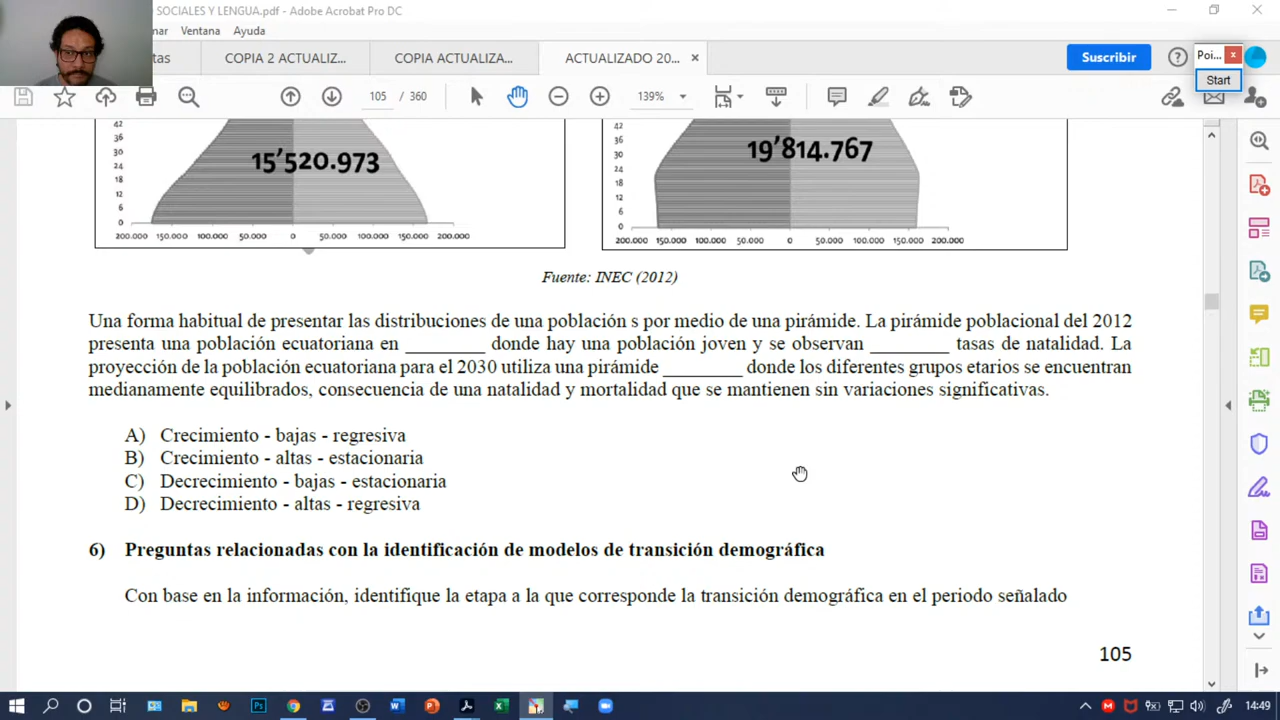 SOCIALES Y LENGUA.pdf - Adobe Acrobat Pro DC
Ventana Ayuda
COPIA 2 ACTUALIZ...
COPIA ACTUALIZA...
ACTUALIZADO 20...
Suscribir
Poi...
Start
105 / 360
139%
42
36
30
24
18
12
6
0
15'520.973
200.000 150.000 100.000 50.000 0 50.000 100.000 150.000 200.000
42
36
30
24
18
12
6
0
19'814.767
200.000 150.000 100.000 50.000 0 50.000 100.000 150.000 200.000
Fuente: INEC (2012)
Una forma habitual de presentar las distribuciones de una población s por medio de una pirámide. La pirámide poblacional del 2012
presenta una población ecuatoriana en ________ donde hay una población joven y se observan ________ tasas de natalidad. La
proyección de la población ecuatoriana para el 2030 utiliza una pirámide ________ donde los diferentes grupos etarios se encuentran
medianamente equilibrados, consecuencia de una natalidad y mortalidad que se mantienen sin variaciones significativas.
A) Crecimiento - bajas - regresiva
B) Crecimiento - altas - estacionaria
C) Decrecimiento - bajas - estacionaria
D) Decrecimiento - altas - regresiva
6) Preguntas relacionadas con la identificación de modelos de transición demográfica
Con base en la información, identifique la etapa a la que corresponde la transición demográfica en el periodo señalado
105
14:49